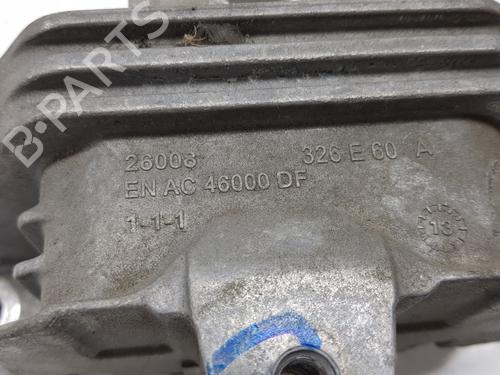 B-PARTS
26008 326 E 60 A
EN AC 46000 DF
1-1-1
13